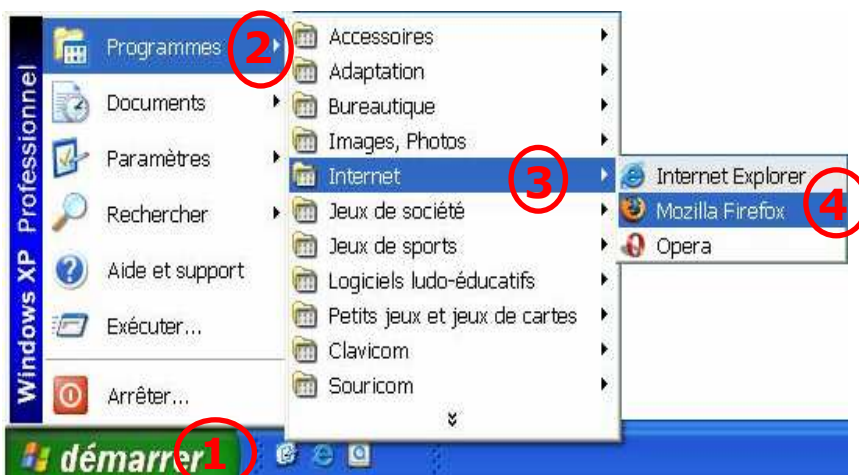 Windows XP Professionnel
Programmes
2
Documents
Paramètres
Rechercher
Aide et support
Exécuter...
Arrêter...
Accessoires
Adaptation
Bureautique
Images, Photos
Internet
3
Jeux de société
Jeux de sports
Logiciels ludo-éducatifs
Petits jeux et jeux de cartes
Clavicom
Souricom
Internet Explorer
Mozilla Firefox
4
Opera
démarrer
1